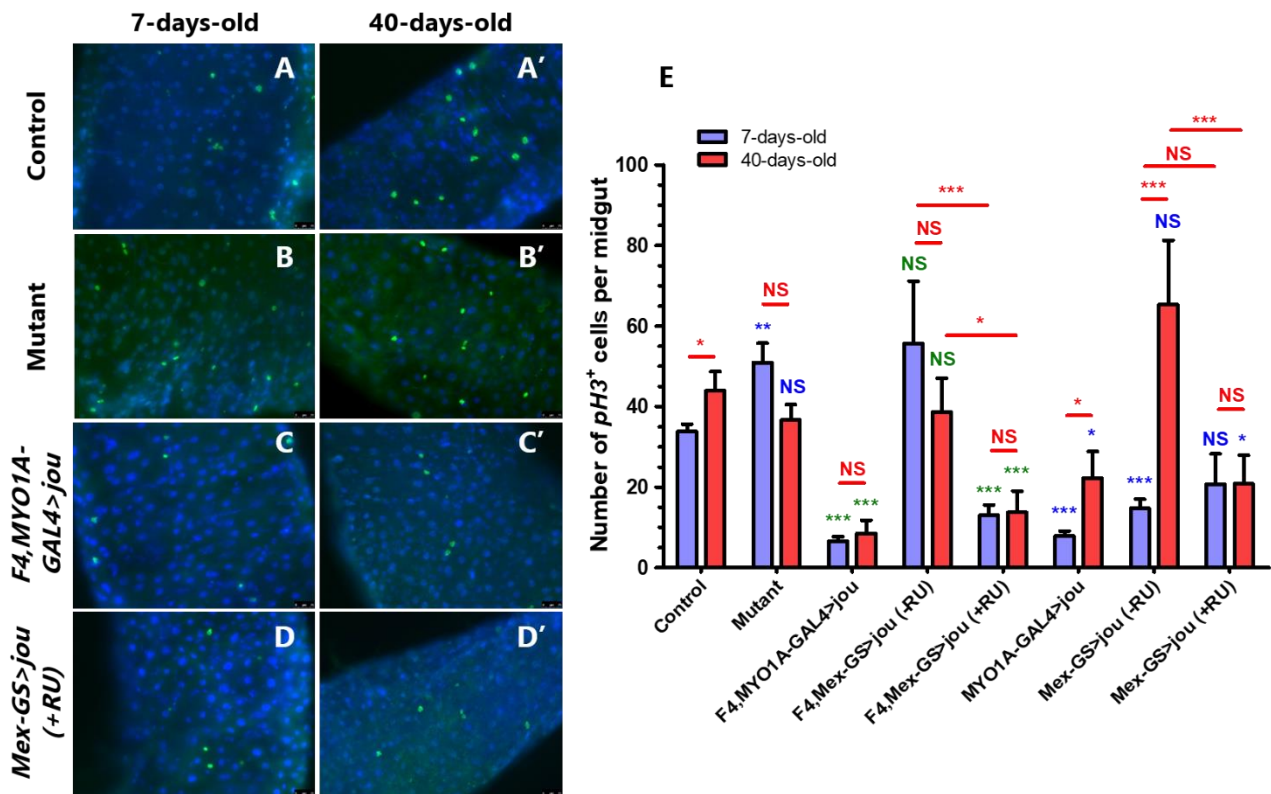 7-days-old 40-days-old
Control
A
A′
Mutant
B
B′
F4,MYO1A-
GAL4>jou
C
C′
Mex-GS>jou
(+RU)
D
D′
E
7-days-old
40-days-old
Number of pH3+ cells per midgut
100
80
60
40
20
0
*
**
NS
NS
***
NS
***
NS
NS
NS
***
***
NS
***
*
***
*
*
***
***
NS
NS
***
NS
NS
*
Control
Mutant
F4,MYO1A-GAL4>jou
F4,Mex-GS>jou (-RU)
F4,Mex-GS>jou (+RU)
MYO1A-GAL4>jou
Mex-GS>jou (-RU)
Mex-GS>jou (+RU)